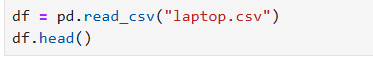 df = pd.read_csv("laptop.csv")
df.head()